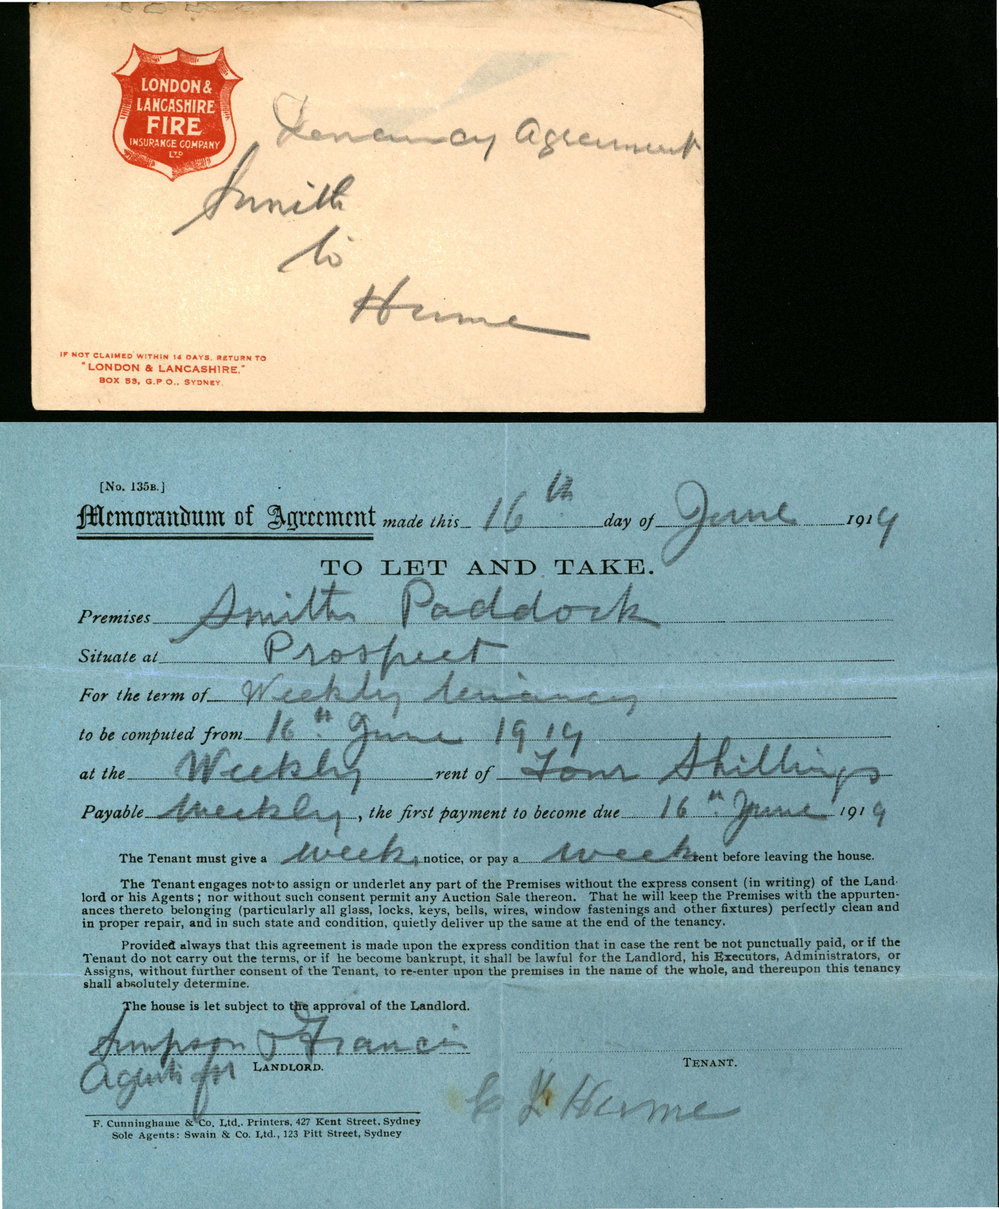 LONDON &
LANCASHIRE
FIRE
INSURANCE COMPANY
LTD
Tenancy Agreement
Smith
to
Hume
IF NOT CLAIMED WITHIN 14 DAYS, RETURN TO
"LONDON & LANCASHIRE,"
BOX 53, G.P.O., SYDNEY.
[No. 135B.]
Memorandum of Agreement made this 16th day of June 1919
TO LET AND TAKE.
Premises Smiths Paddock
Situate at Prospect
For the term of Weekly tenancy
to be computed from 16th June 1919
at the Weekly rent of Four Shillings
Payable Weekly, the first payment to become due 16th June 1919
The Tenant must give a week notice, or pay a week rent before leaving the house.
The Tenant engages not to assign or underlet any part of the Premises without the express consent (in writing) of the Land-
lord or his Agents; nor without such consent permit any Auction Sale thereon. That he will keep the Premises with the appurten-
ances thereto belonging (particularly all glass, locks, keys, bells, wires, window fastenings and other fixtures) perfectly clean and
in proper repair, and in such state and condition, quietly deliver up the same at the end of the tenancy.
Provided always that this agreement is made upon the express condition that in case the rent be not punctually paid, or if the
Tenant do not carry out the terms, or if he become bankrupt, it shall be lawful for the Landlord, his Executors, Administrators, or
Assigns, without further consent of the Tenant, to re-enter upon the premises in the name of the whole, and thereupon this tenancy
shall absolutely determine.
The house is let subject to the approval of the Landlord.
Simpson & Francis
Agents for LANDLORD.
TENANT.
Hume
F. Cunninghame & Co. Ltd., Printers, 427 Kent Street, Sydney
Sole Agents: Swain & Co. Ltd., 123 Pitt Street, Sydney